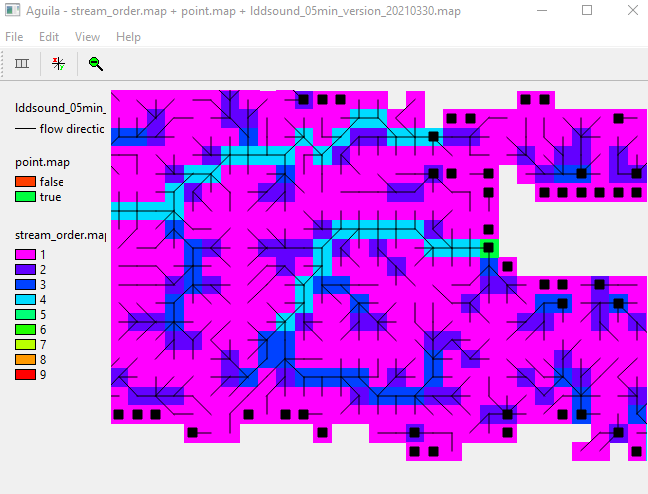 Aguila - stream_order.map + point.map + lddsound_05min_version_20210330.map
File Edit View Help
lddsound_05min_
flow directic
point.map
false
true
stream_order.map
1
2
3
4
5
6
7
8
9